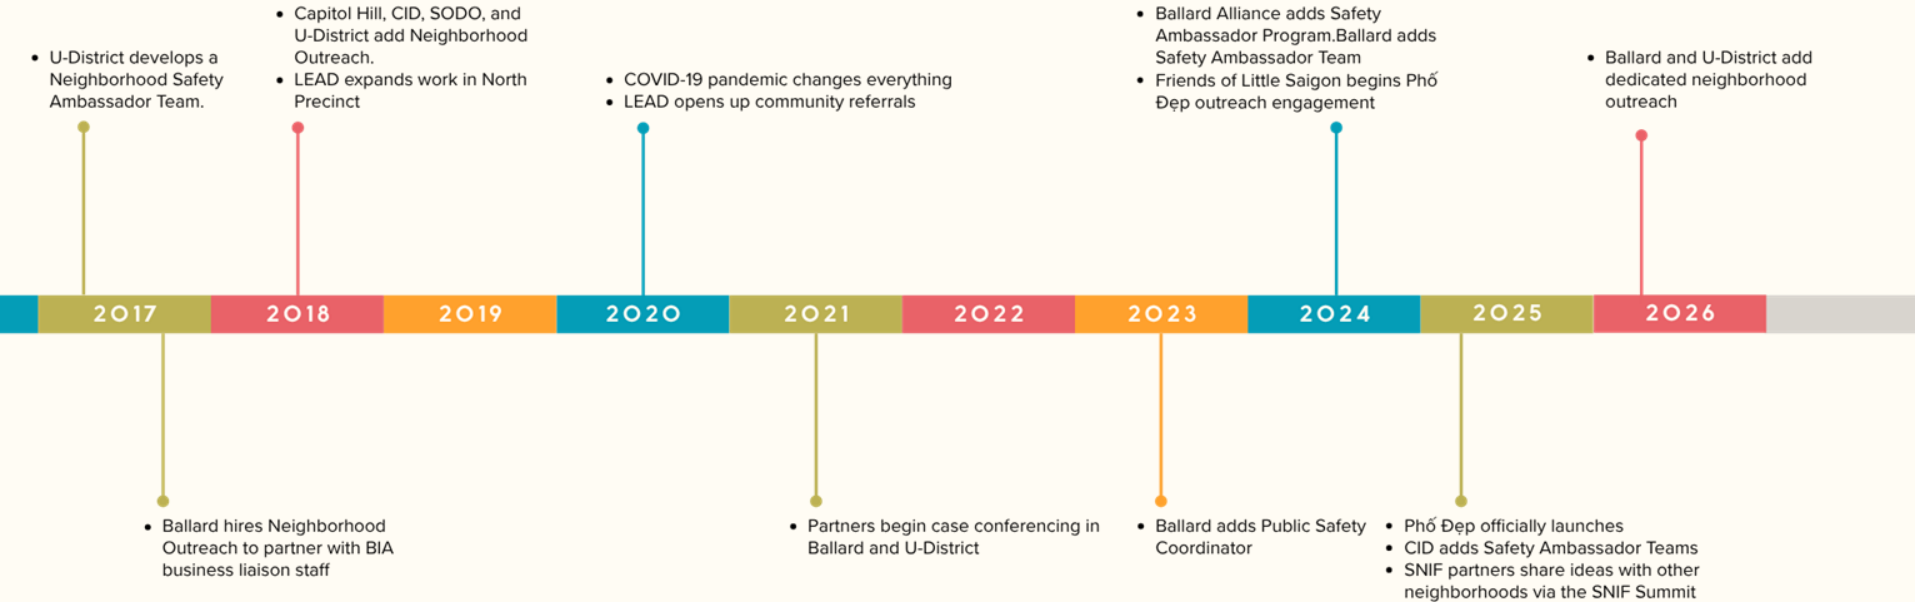 • U-District develops a
Neighborhood Safety
Ambassador Team.
• Capitol Hill, CID, SODO, and
U-District add Neighborhood
Outreach.
• LEAD expands work in North
Precinct
• COVID-19 pandemic changes everything
• LEAD opens up community referrals
• Ballard Alliance adds Safety
Ambassador Program.Ballard adds
Safety Ambassador Team
• Friends of Little Saigon begins Phố
Đẹp outreach engagement
• Ballard and U-District add
dedicated neighborhood
outreach
2017
2018
2019
2020
2021
2022
2023
2024
2025
2026
• Ballard hires Neighborhood
Outreach to partner with BIA
business liaison staff
• Partners begin case conferencing in
Ballard and U-District
• Ballard adds Public Safety
Coordinator
• Phố Đẹp officially launches
• CID adds Safety Ambassador Teams
• SNIF partners share ideas with other
neighborhoods via the SNIF Summit